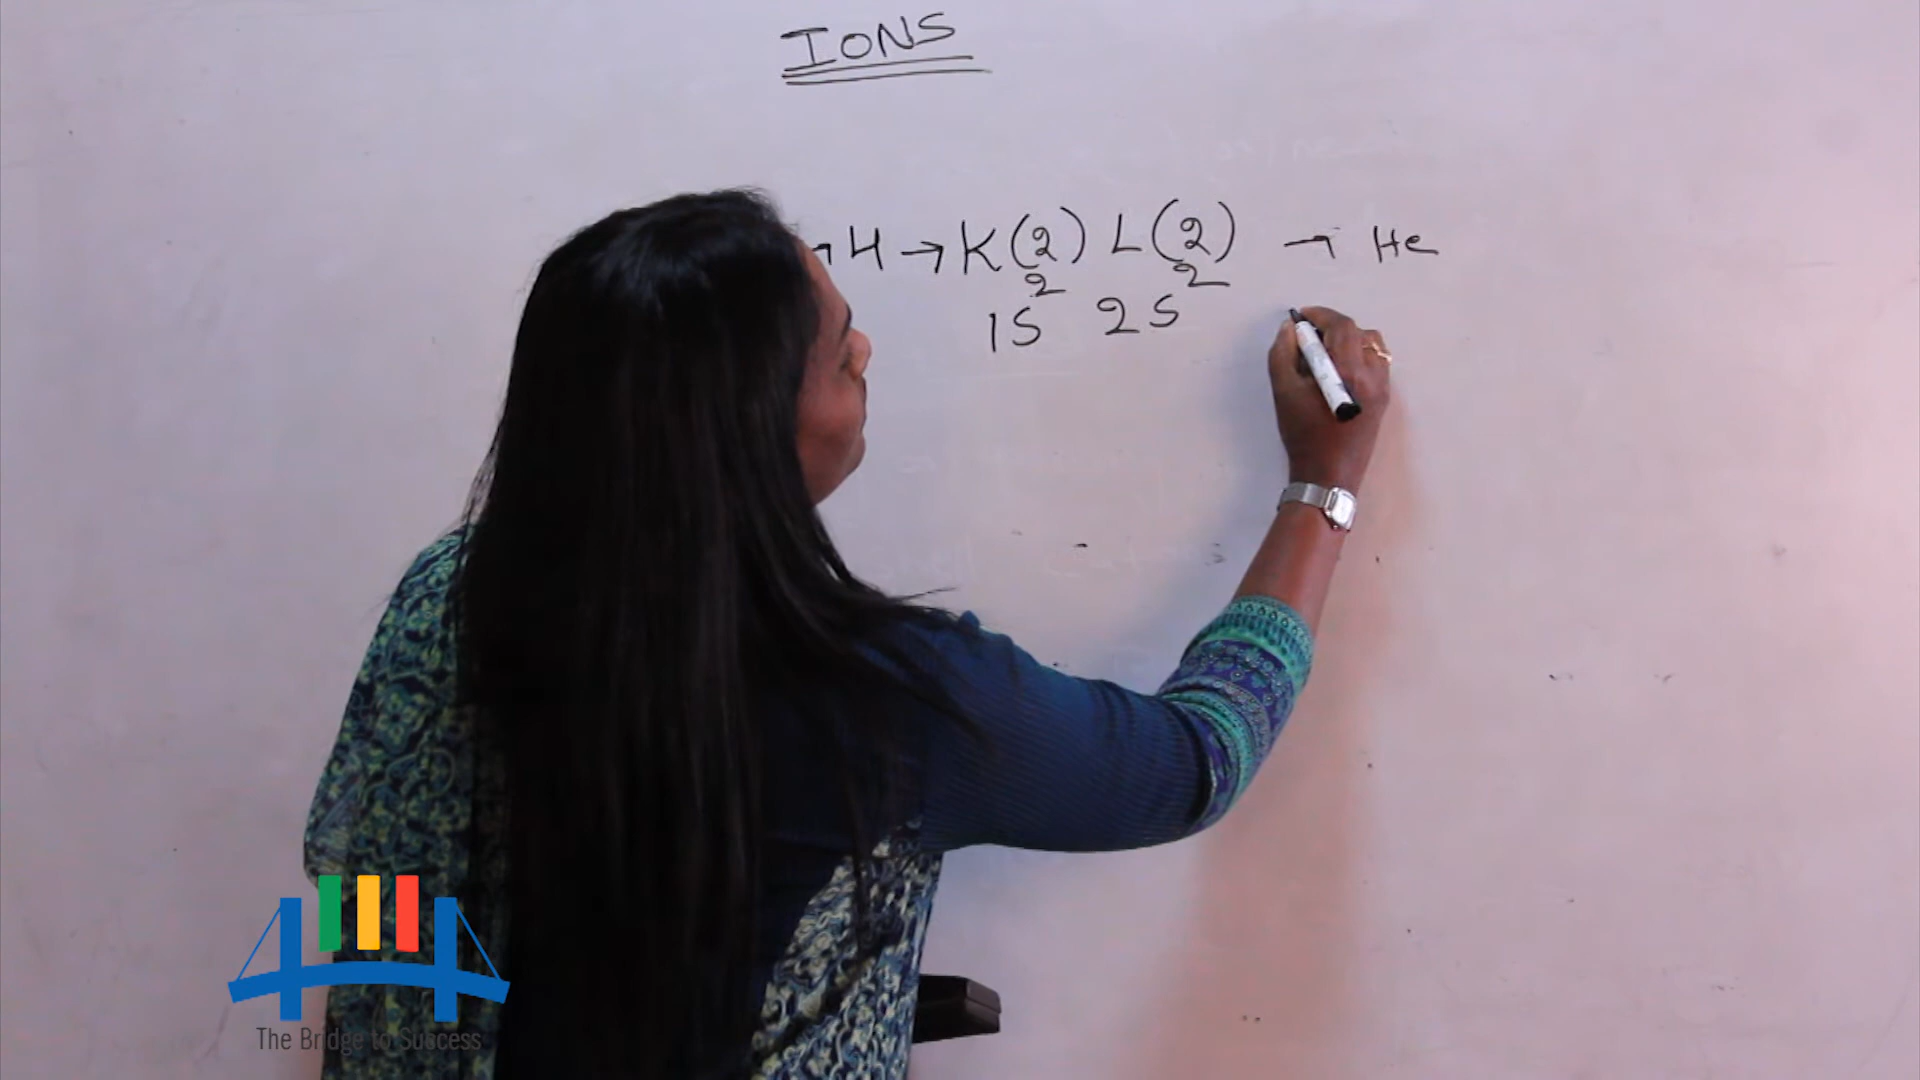 IONS
→ 4 → K(2) L(2) → He
1S² 2S²
The Bridge to Success